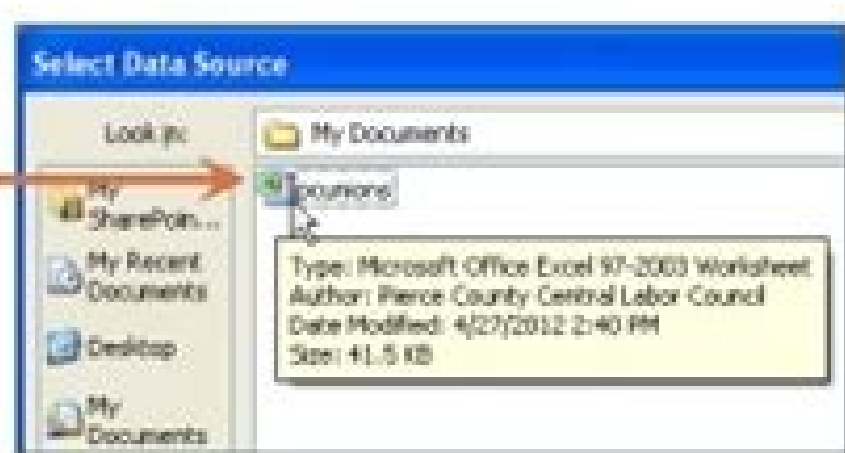 Select Data Source
Look in:
My Documents
pcunions
My
SharePoin...
My Recent
Documents
Desktop
My
Documents
Type: Microsoft Office Excel 97-2003 Worksheet
Author: Pierce County Central Labor Council
Date Modified: 4/27/2012 2:40 PM
Size: 41.5 KB